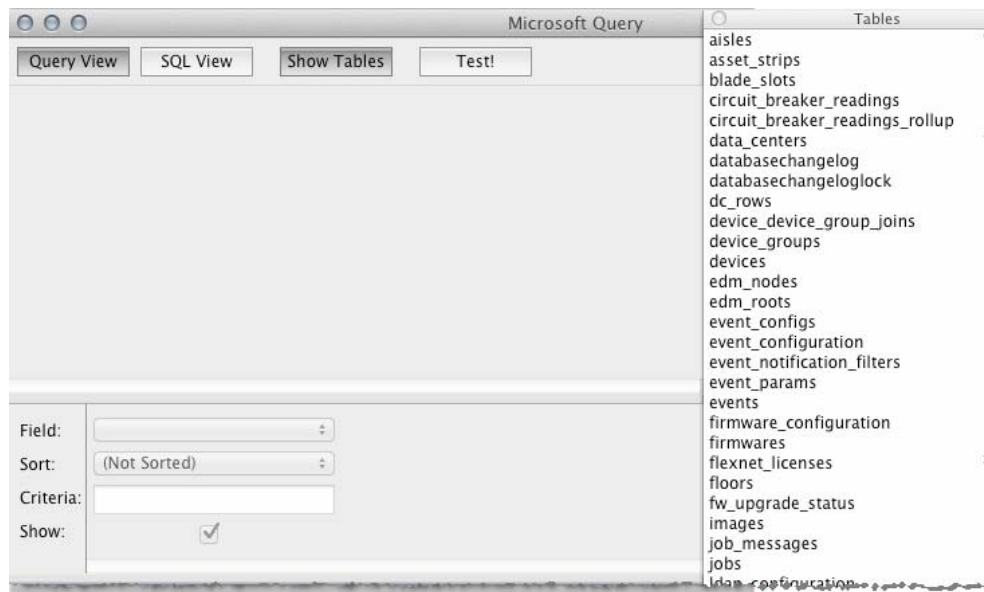 Microsoft Query
Query View SQL View Show Tables Test!
Field:
Sort: (Not Sorted)
Criteria:
Show:
Tables
aisles
asset_strips
blade_slots
circuit_breaker_readings
circuit_breaker_readings_rollup
data_centers
databasechangelog
databasechangeloglock
dc_rows
device_device_group_joins
device_groups
devices
edm_nodes
edm_roots
event_configs
event_configuration
event_notification_filters
event_params
events
firmware_configuration
firmwares
flexnet_licenses
floors
fw_upgrade_status
images
job_messages
jobs
ldap_configuration